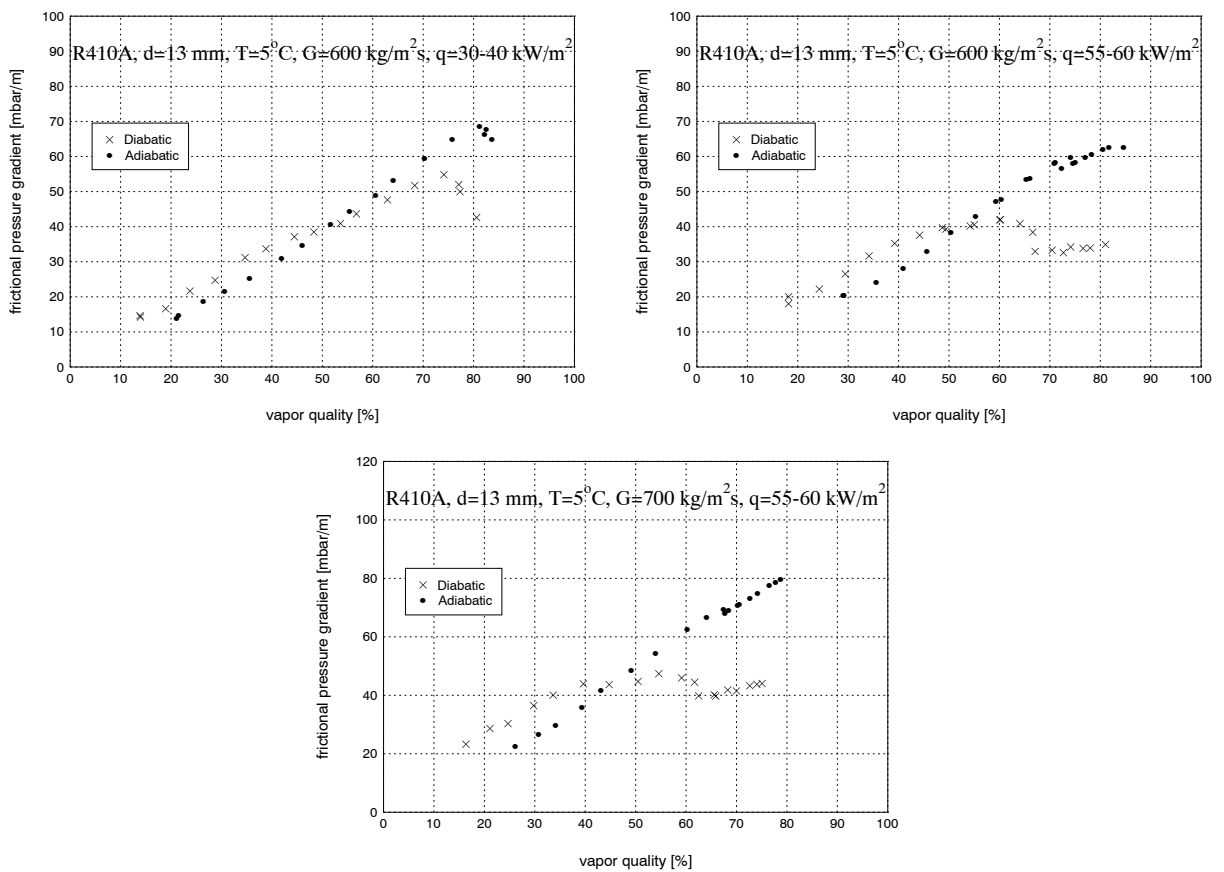 R410A, d=13 mm, T=5°C, G=600 kg/m²s, q=30-40 kW/m²
frictional pressure gradient [mbar/m]
100
90
80
70
60
50
40
30
20
10
0
Diabatic
Adiabatic
0 10 20 30 40 50 60 70 80 90 100
vapor quality [%]
R410A, d=13 mm, T=5°C, G=600 kg/m²s, q=55-60 kW/m²
frictional pressure gradient [mbar/m]
100
90
80
70
60
50
40
30
20
10
0
Diabatic
Adiabatic
0 10 20 30 40 50 60 70 80 90 100
vapor quality [%]
R410A, d=13 mm, T=5°C, G=700 kg/m²s, q=55-60 kW/m²
frictional pressure gradient [mbar/m]
120
100
80
60
40
20
0
Diabatic
Adiabatic
0 10 20 30 40 50 60 70 80 90 100
vapor quality [%]